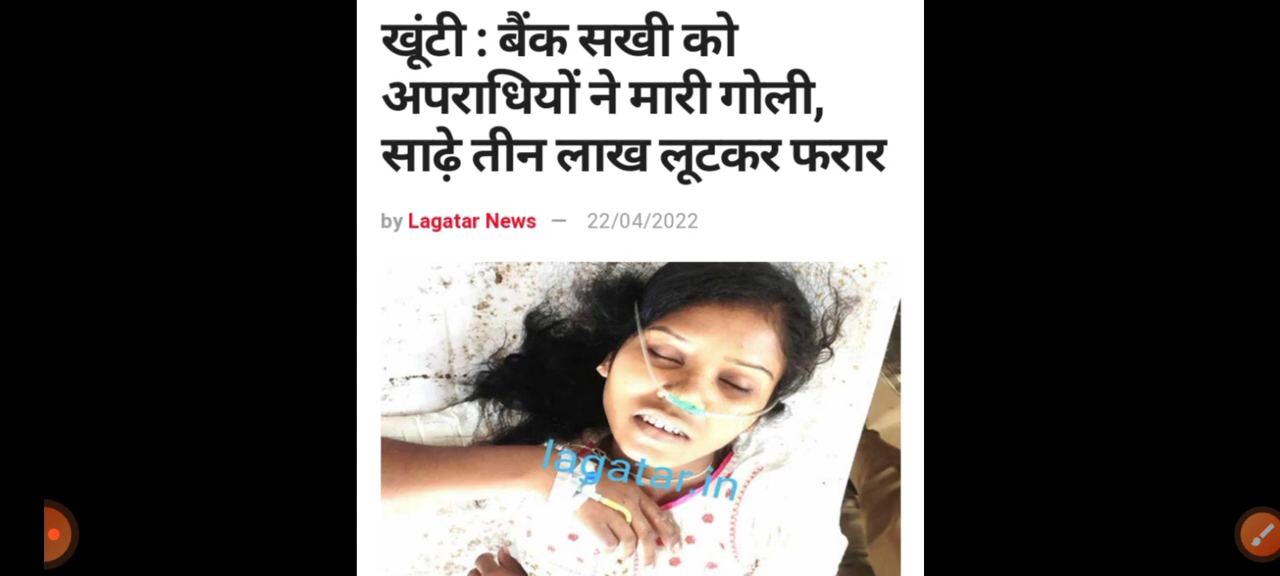 खूंटी : बैंक सखी को
अपराधियों ने मारी गोली,
साढ़े तीन लाख लूटकर फरार
by Lagatar News — 22/04/2022
lagatar.in